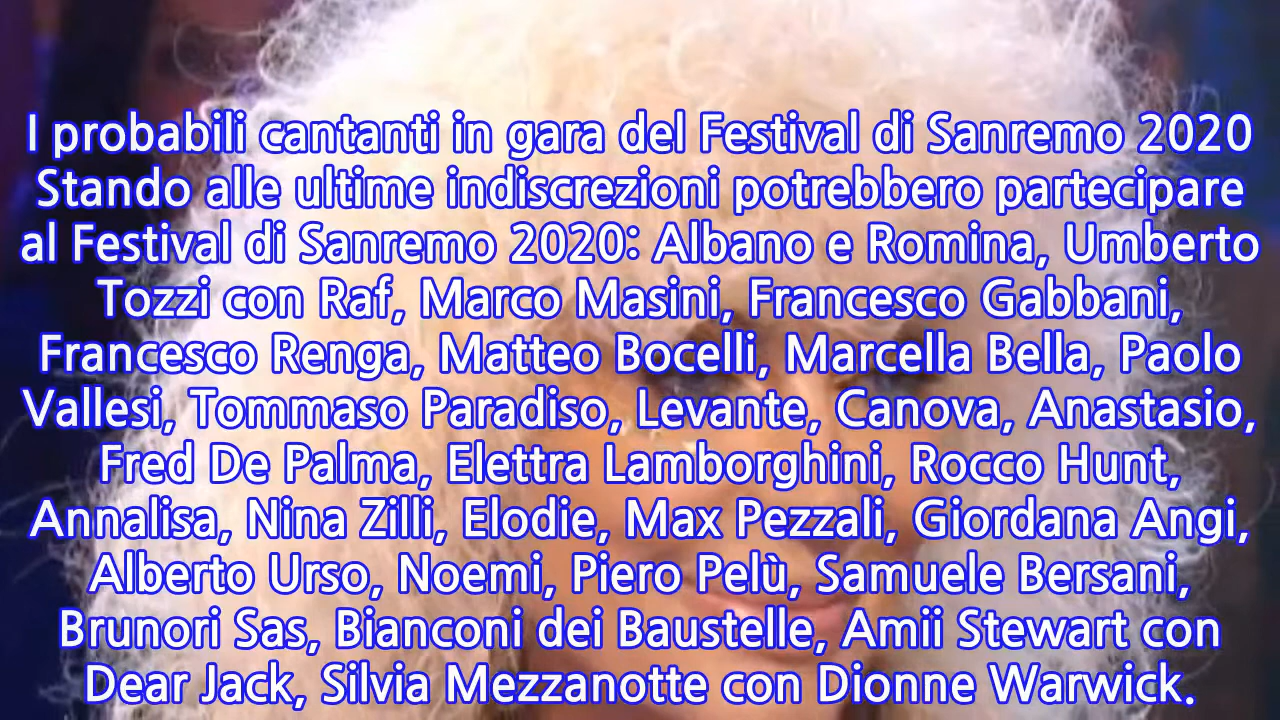 I probabili cantanti in gara del Festival di Sanremo 2020
Stando alle ultime indiscrezioni potrebbero partecipare
al Festival di Sanremo 2020: Albano e Romina, Umberto
Tozzi con Raf, Marco Masini, Francesco Gabbani,
Francesco Renga, Matteo Bocelli, Marcella Bella, Paolo
Vallesi, Tommaso Paradiso, Levante, Canova, Anastasio,
Fred De Palma, Elettra Lamborghini, Rocco Hunt,
Annalisa, Nina Zilli, Elodie, Max Pezzali, Giordana Angi,
Alberto Urso, Noemi, Piero Pelù, Samuele Bersani,
Brunori Sas, Bianconi dei Baustelle, Amii Stewart con
Dear Jack, Silvia Mezzanotte con Dionne Warwick.